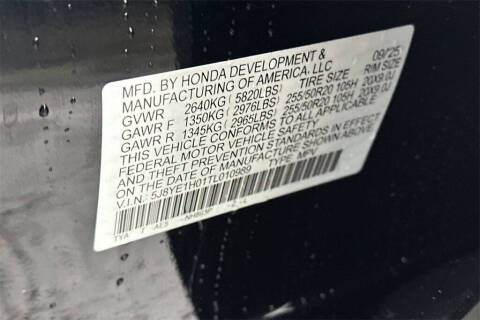 MFD. BY HONDA DEVELOPMENT & 09/25
MANUFACTURING OF AMERICA, LLC
TIRE SIZE RIM SIZE
GVWR 2640KG ( 5820LBS)
GAWR F 1350KG ( 2976LBS) 255/50R20 105H 20X9.0J
GAWR R 1345KG ( 2965LBS) 255/50R20 105H 20X9.0J
THIS VEHICLE CONFORMS TO ALL APPLICABLE
FEDERAL MOTOR VEHICLE SAFETY
AND THEFT PREVENTION STANDARDS IN EFFECT
ON THE DATE OF MANUFACTURE SHOWN ABOVE.
V.I.N.: 5J8YE1H01TL010989 TYPE: MPV
TYA